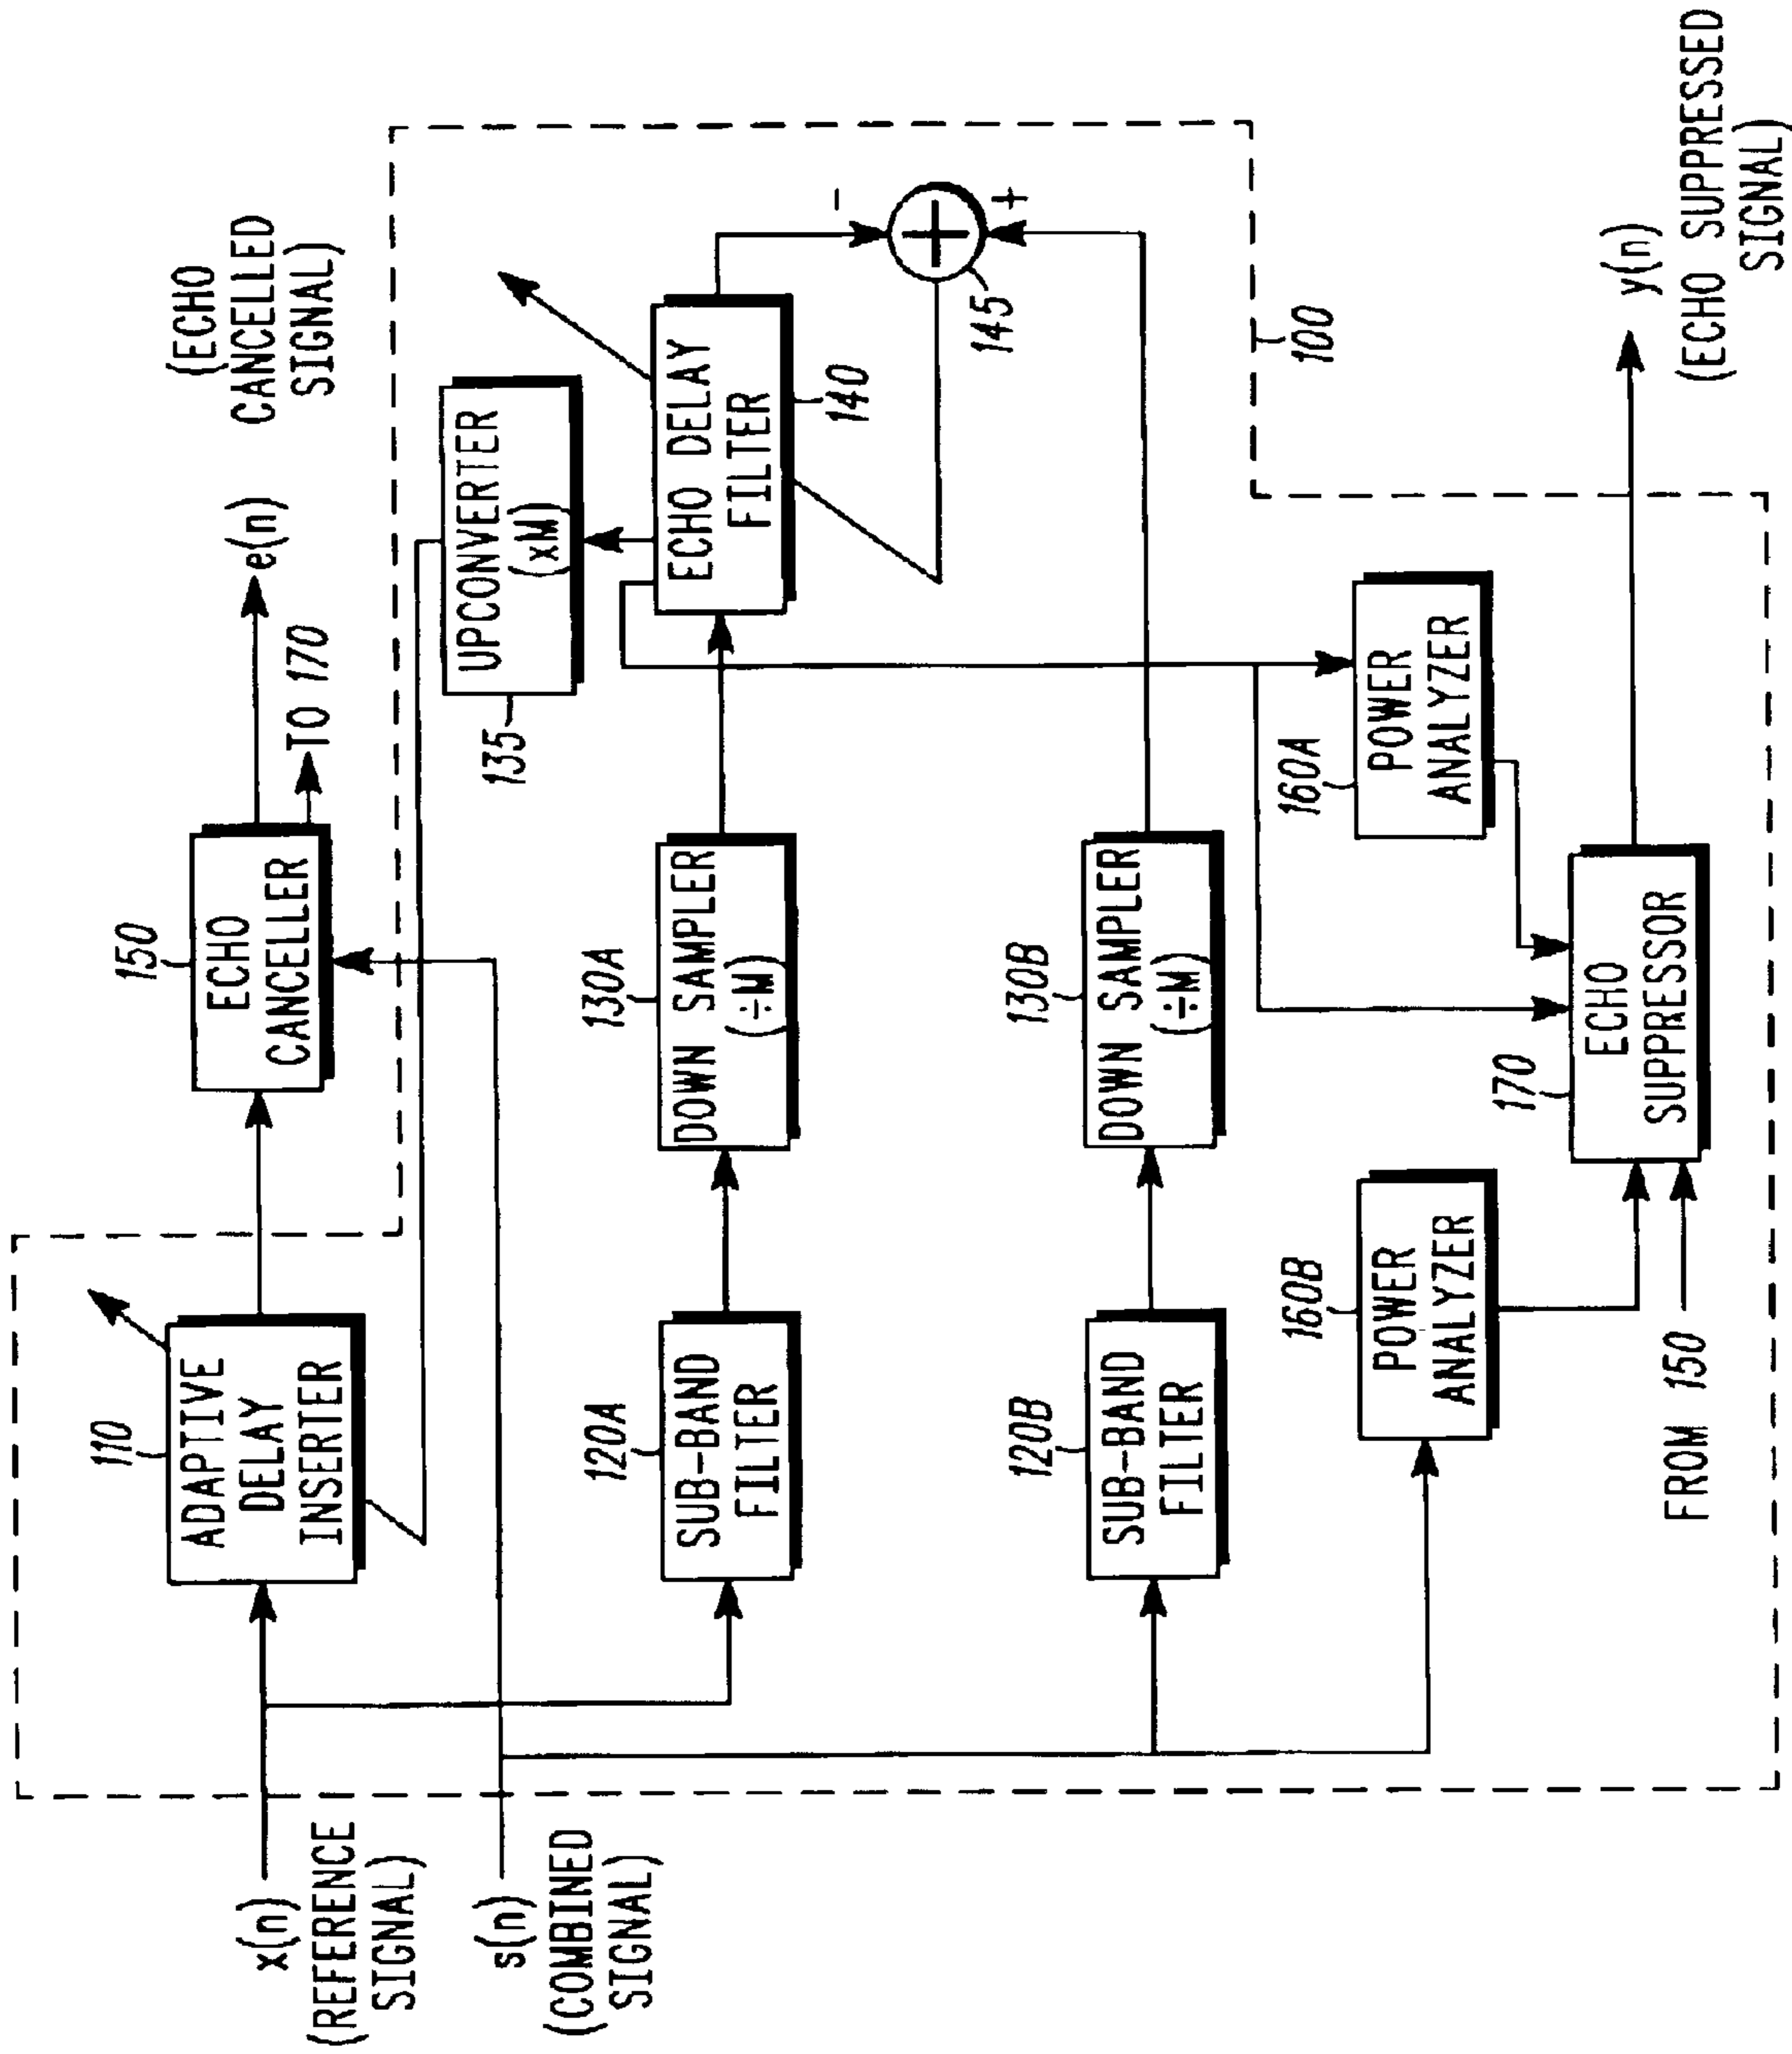 x(n)
(REFERENCE
SIGNAL)
s(n)
(COMBINED
SIGNAL)
110
ADAPTIVE
DELAY
INSERTER
150
ECHO
CANCELLER
TO 170
e(n)
(ECHO
CANCELLED
SIGNAL)
UPCONVERTER
(xM)
135
120A
SUB-BAND
FILTER
130A
DOWN SAMPLER
(÷M)
ECHO DELAY
FILTER
140
-
+
+
145
120B
SUB-BAND
FILTER
130B
DOWN SAMPLER
(÷M)
100
160B
POWER
ANALYZER
160A
POWER
ANALYZER
FROM 150
170
ECHO
SUPPRESSOR
y(n)
(ECHO SUPPRESSED
SIGNAL)